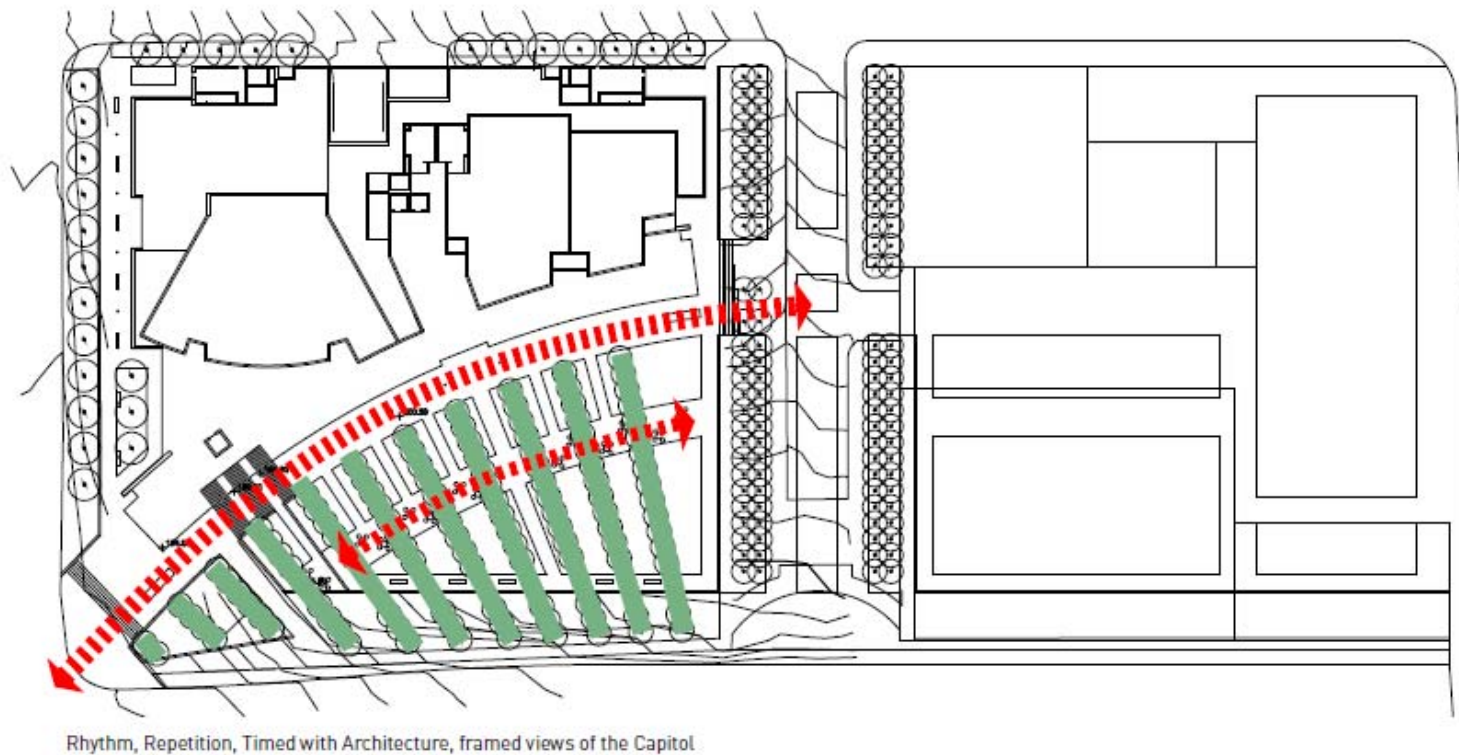 Rhythm, Repetition, Timed with Architecture, framed views of the Capitol